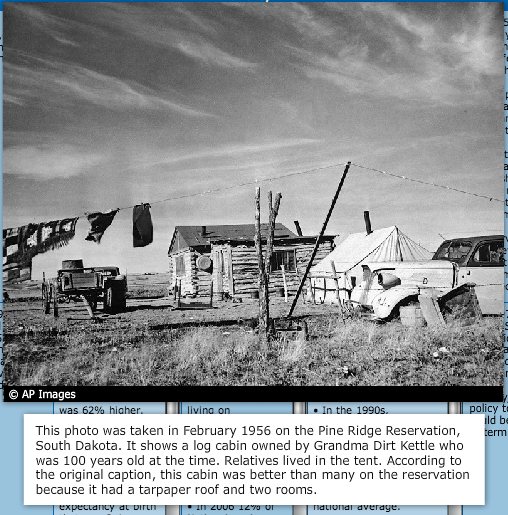 © AP Images
was 62% higher.
living on
• In the 1990s.
policy t
This photo was taken in February 1956 on the Pine Ridge Reservation,
South Dakota. It shows a log cabin owned by Grandma Dirt Kettle who
was 100 years old at the time. Relatives lived in the tent. According to
the original caption, this cabin was better than many on the reservation
because it had a tarpaper roof and two rooms.
expectancy at birth
• In 2006 12% of
national average.